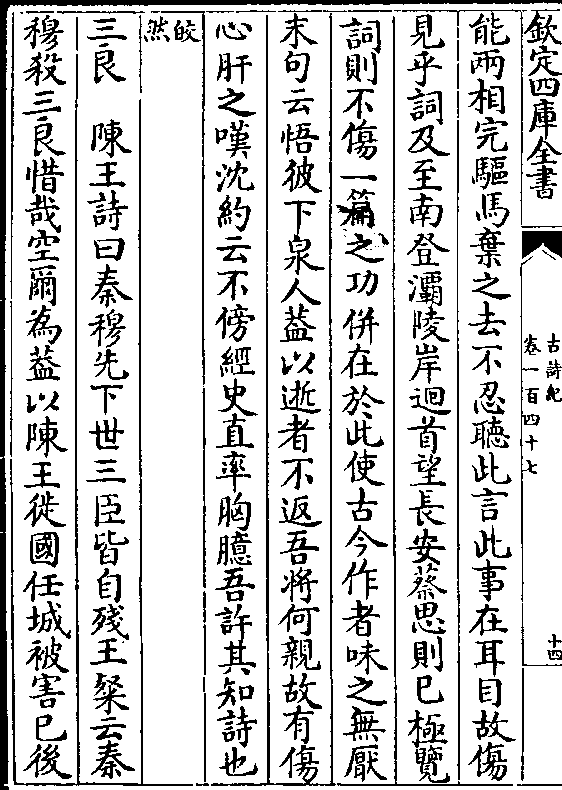 欽定四庫全書
古詩紀
卷一百四十七
十四
能兩相完驅馬棄之去不忍聽此言此事在耳目故傷
見乎詞及至南登灞陵岸迴首望長安蔡思則已極覽
詞則不傷一篇之功併在於此使古今作者味之無厭
末句云悟彼下泉人葢以逝者不返吾將何親故有傷
心肝之嘆沈約云不傍經史直率胸臆吾許其知詩也
皎然
三良　陳王詩曰秦穆先下世三臣皆自殘王粲云秦
穆殺三良惜哉空爾為葢以陳王徙國任城被害已後